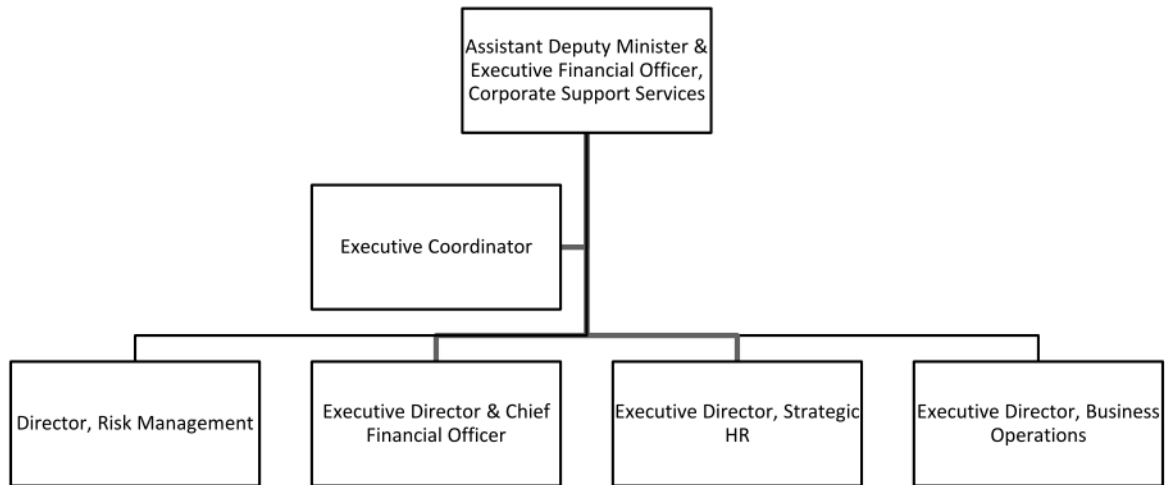 Assistant Deputy Minister &
Executive Financial Officer,
Corporate Support Services
Executive Coordinator
Director, Risk Management
Executive Director & Chief
Financial Officer
Executive Director, Strategic
HR
Executive Director, Business
Operations